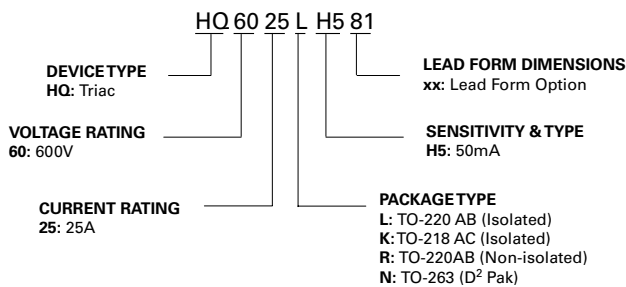 HQ 60 25 L H5 81
DEVICE TYPE
HQ: Triac
VOLTAGE RATING
60: 600V
CURRENT RATING
25: 25A
LEAD FORM DIMENSIONS
xx: Lead Form Option
SENSITIVITY & TYPE
H5: 50mA
PACKAGE TYPE
L: TO-220 AB (Isolated)
K: TO-218 AC (Isolated)
R: TO-220AB (Non-isolated)
N: TO-263 (D² Pak)